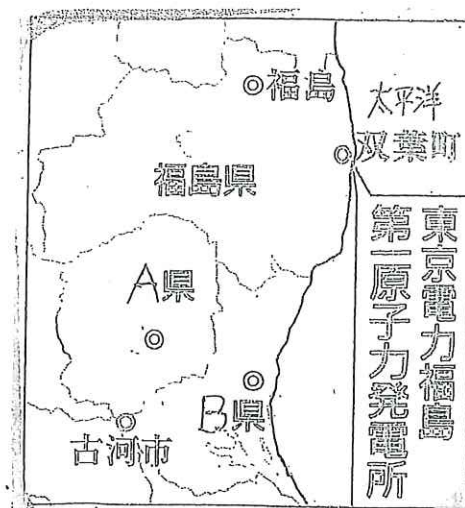 福島
太平洋
双葉町
福島県
東京電力福島
第一原子力発電所
A県
B県
古河市